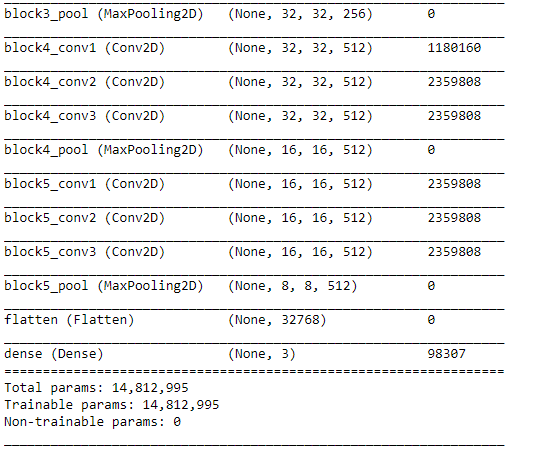 block3_pool (MaxPooling2D) (None, 32, 32, 256) 0
block4_conv1 (Conv2D) (None, 32, 32, 512) 1180160
block4_conv2 (Conv2D) (None, 32, 32, 512) 2359808
block4_conv3 (Conv2D) (None, 32, 32, 512) 2359808
block4_pool (MaxPooling2D) (None, 16, 16, 512) 0
block5_conv1 (Conv2D) (None, 16, 16, 512) 2359808
block5_conv2 (Conv2D) (None, 16, 16, 512) 2359808
block5_conv3 (Conv2D) (None, 16, 16, 512) 2359808
block5_pool (MaxPooling2D) (None, 8, 8, 512) 0
flatten (Flatten) (None, 32768) 0
dense (Dense) (None, 3) 98307
Total params: 14,812,995
Trainable params: 14,812,995
Non-trainable params: 0